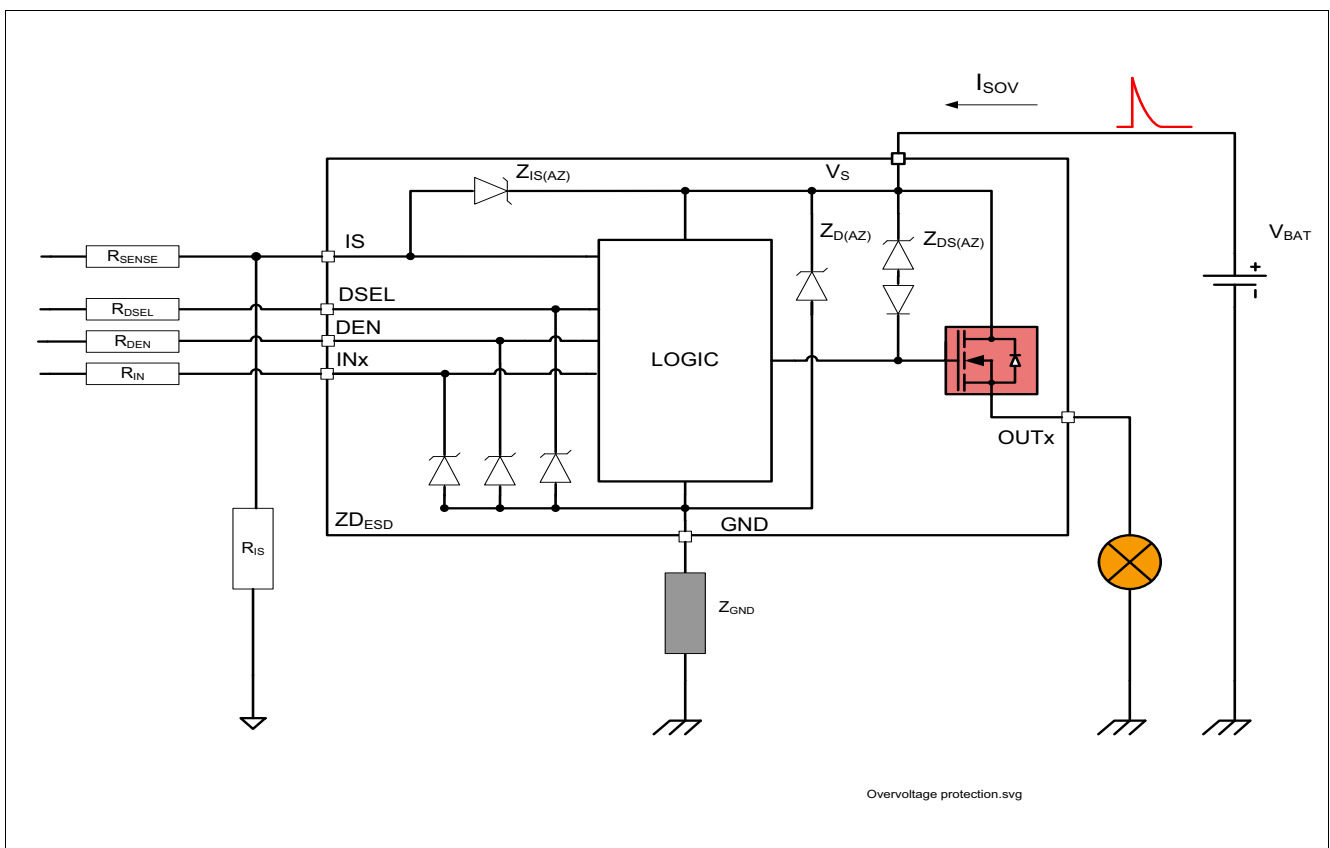 ISOV
ZIS(AZ)
VS
IS
ZD(AZ)
ZDS(AZ)
VBAT
RSENSE
+
DSEL
RDSEL
DEN
RDEN
INx
LOGIC
RIN
OUTx
ZDESD
GND
RIS
ZGND
Overvoltage protection.svg